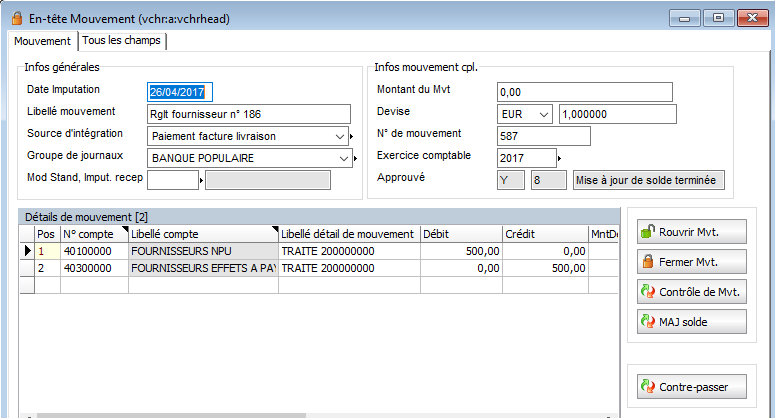 En-tête Mouvement (vchr:a:vchrhead)
Mouvement Tous les champs
Infos générales
Date Imputation 26/04/2017
Libellé mouvement Rglt fournisseur n° 186
Source d'intégration Paiement facture livraison
Groupe de journaux BANQUE POPULAIRE
Mod Stand, Imput. recep
Infos mouvement cpl.
Montant du Mvt 0,00
Devise EUR 1,000000
N° de mouvement 587
Exercice comptable 2017
Approuvé Y 8 Mise à jour de solde terminée
Détails de mouvement [2]
Pos N° compte Libellé compte Libellé détail de mouvement Débit Crédit
1 40100000 FOURNISSEURS NPU TRAITE 200000000 500,00 0,00
2 40300000 FOURNISSEURS EFFETS A PAY TRAITE 200000000 0,00 500,00
Rouvrir Mvt.
Fermer Mvt.
Contrôle de Mvt.
MAJ solde
Contre-passer